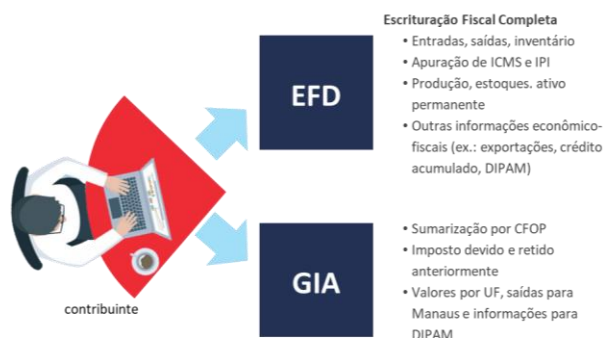 Escrituração Fiscal Completa
• Entradas, saídas, inventário
• Apuração de ICMS e IPI
• Produção, estoques. ativo
permanente
• Outras informações econômico-
fiscais (ex.: exportações, crédito
acumulado, DIPAM)
EFD
contribuinte
GIA
• Sumarização por CFOP
• Imposto devido e retido
anteriormente
• Valores por UF, saídas para
Manaus e informações para
DIPAM